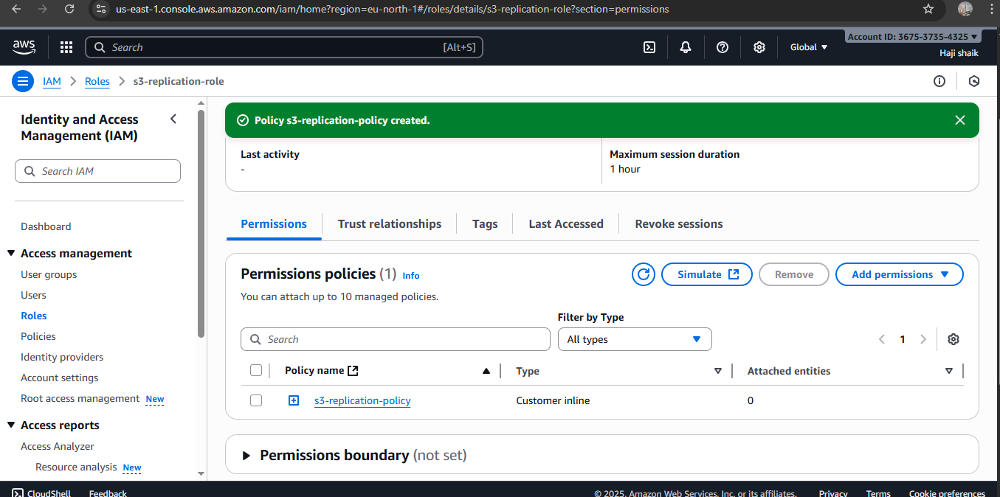 us-east-1.console.aws.amazon.com/iam/home?region=eu-north-1#/roles/details/s3-replication-role?section=permissions
aws
Search [Alt+S]
Global
Account ID: 3675-3735-4325
Haji shaik
IAM
Roles
s3-replication-role
Identity and Access
Management (IAM)
Search IAM
Dashboard
Access management
User groups
Users
Roles
Policies
Identity providers
Account settings
Root access management New
Access reports
Access Analyzer
Resource analysis New
Policy s3-replication-policy created.
Last activity
-
Maximum session duration
1 hour
Permissions
Trust relationships
Tags
Last Accessed
Revoke sessions
Permissions policies (1) Info
Simulate
Remove
Add permissions
You can attach up to 10 managed policies.
Filter by Type
Search
All types
1
Policy name
Type
Attached entities
s3-replication-policy
Customer inline
0
Permissions boundary (not set)
CloudShell
Feedback
© 2025, Amazon Web Services, Inc. or its affiliates.
Privacy
Terms
Cookie preferences